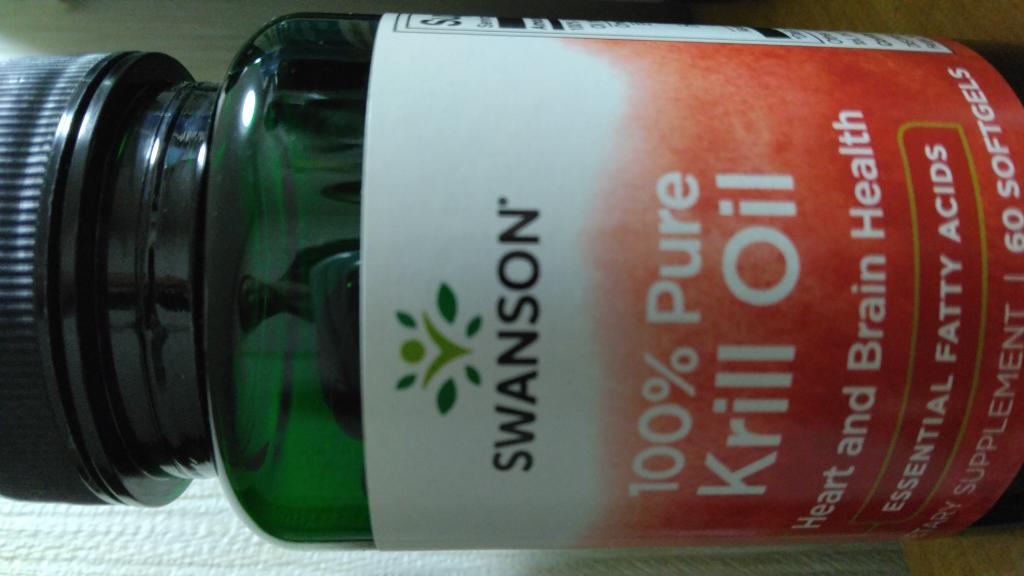 SWANSON
100% Pure
Krill Oil
Heart and Brain Health
ESSENTIAL FATTY ACIDS
SUPPLEMENT | 60 SOFTGELS